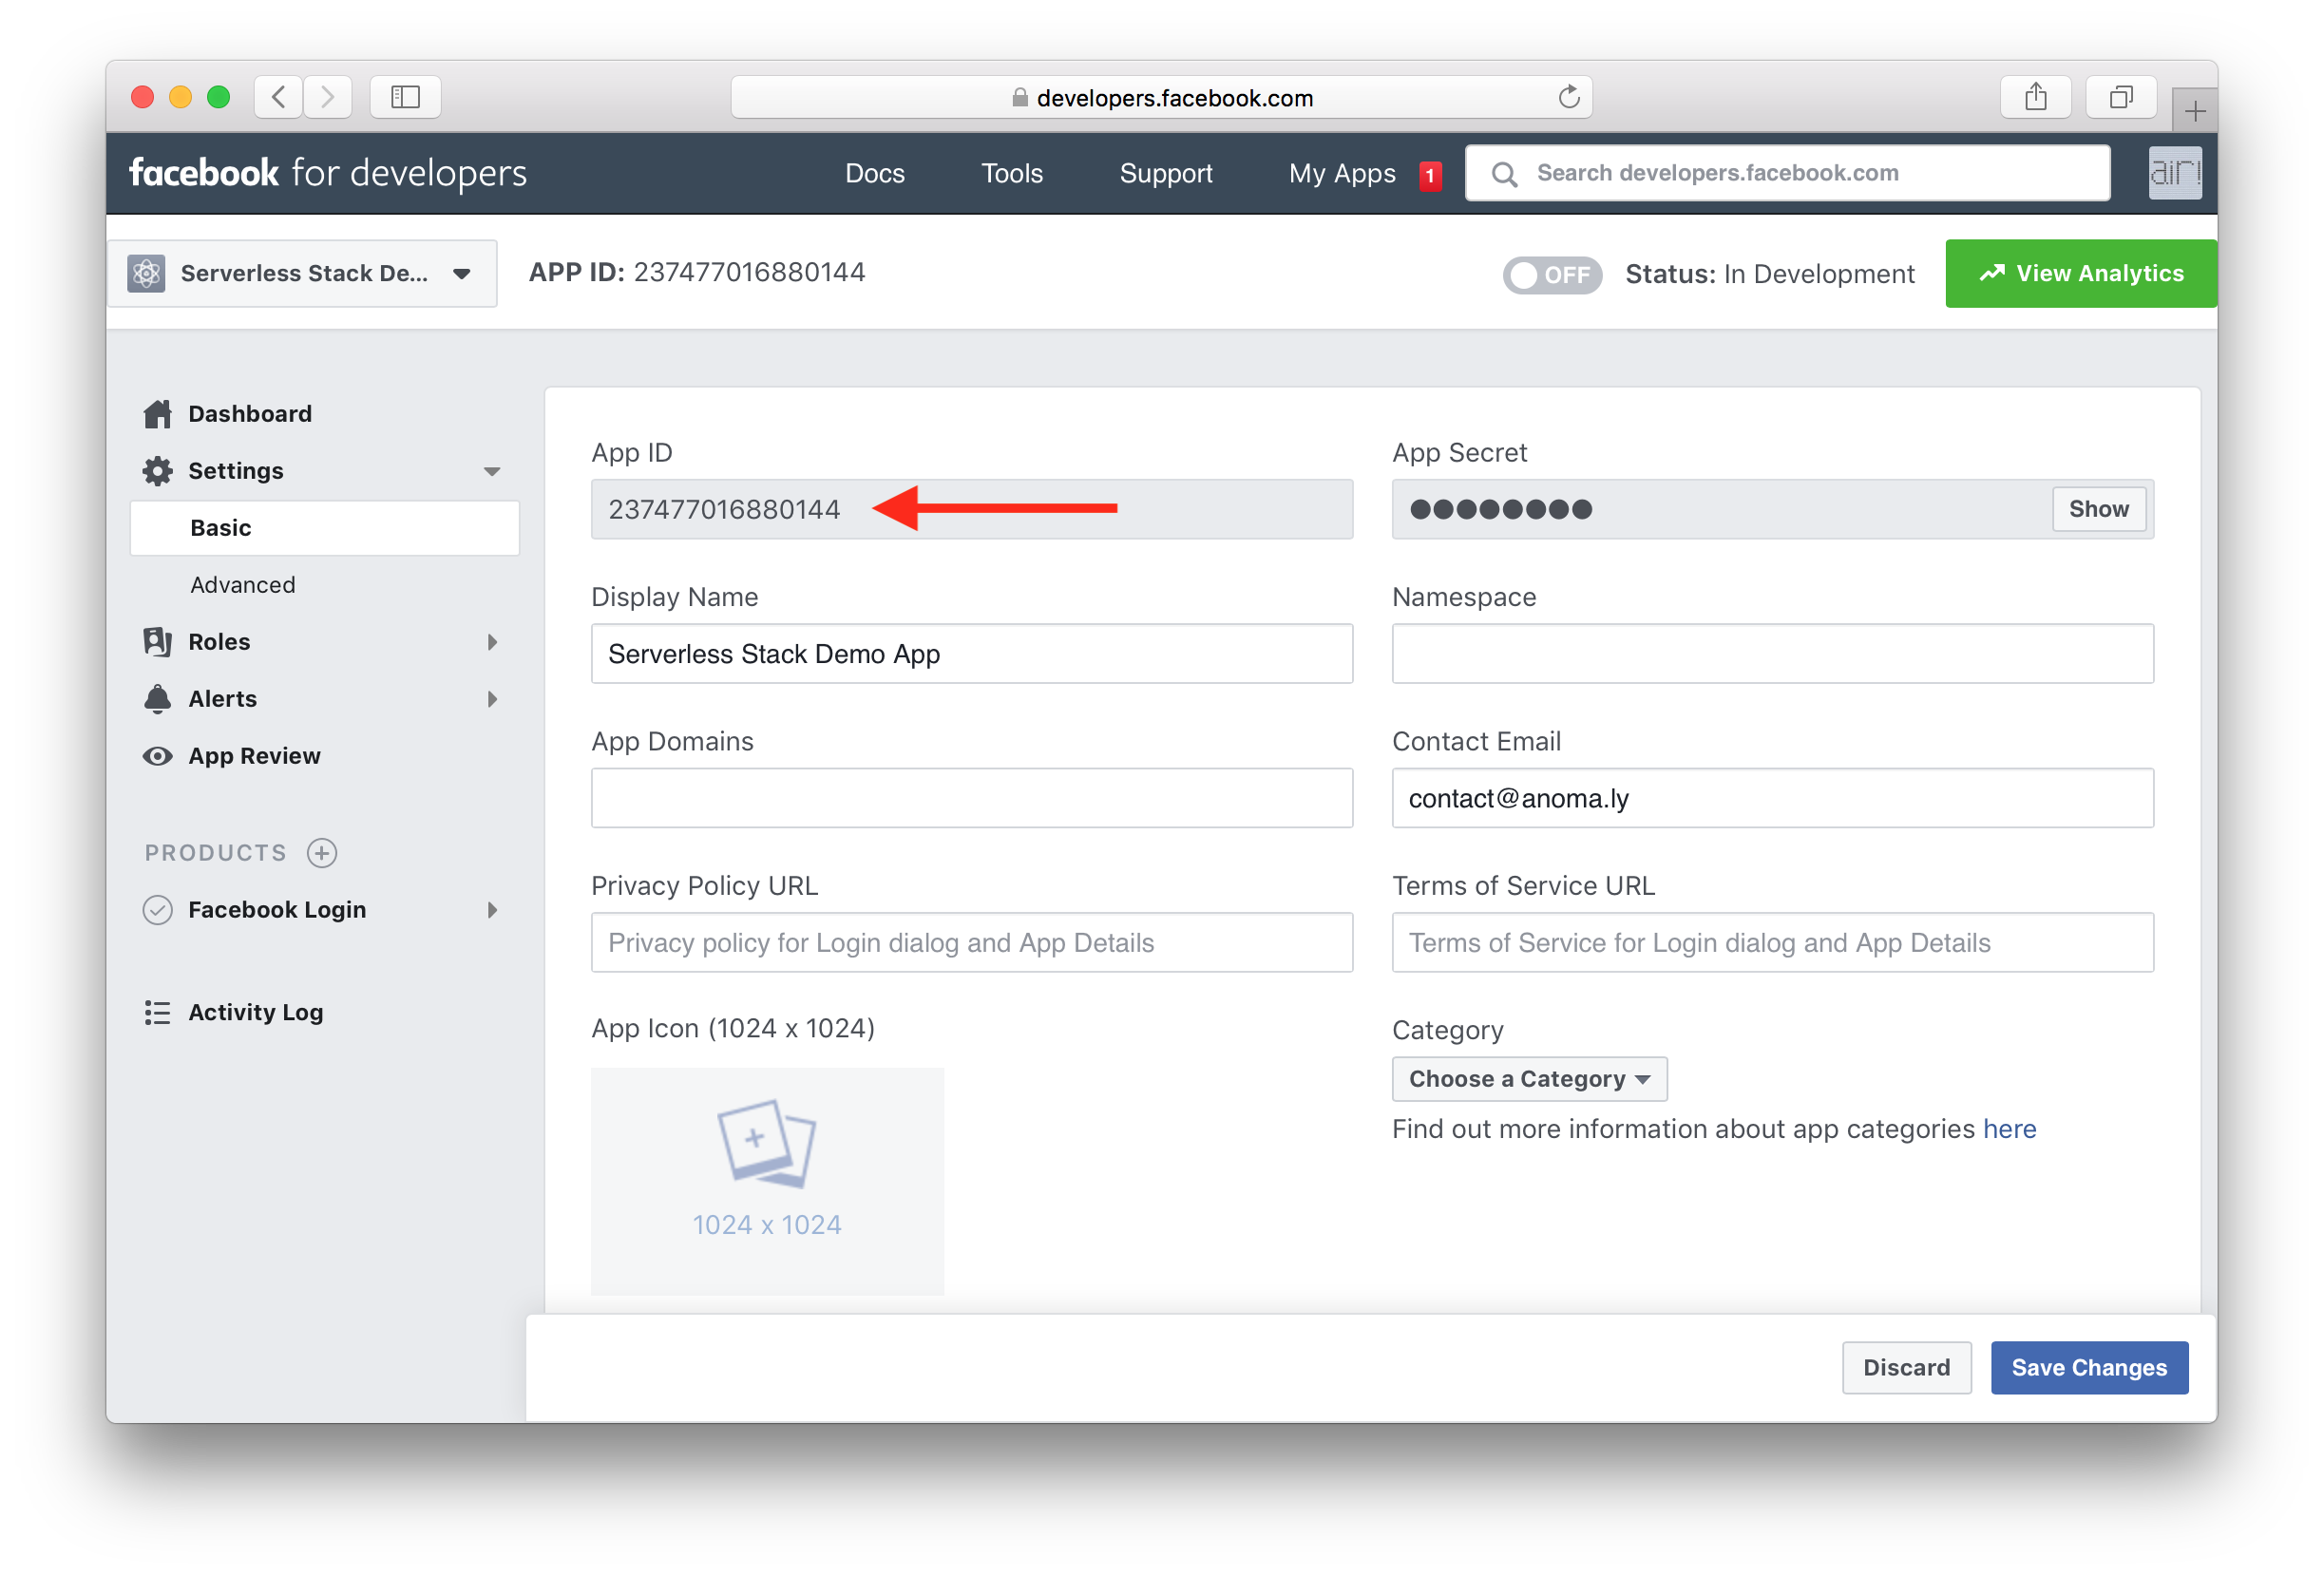 developers.facebook.com
facebook for developers
Docs
Tools
Support
My Apps
1
Search developers.facebook.com
air!
Serverless Stack De...
APP ID: 237477016880144
OFF
Status: In Development
View Analytics
Dashboard
Settings
Basic
Advanced
Roles
Alerts
App Review
PRODUCTS
Facebook Login
Activity Log
App ID
237477016880144
App Secret
Show
Display Name
Serverless Stack Demo App
Namespace
App Domains
Contact Email
contact@anoma.ly
Privacy Policy URL
Privacy policy for Login dialog and App Details
Terms of Service URL
Terms of Service for Login dialog and App Details
App Icon (1024 x 1024)
1024 x 1024
Category
Choose a Category
Find out more information about app categories here
Discard
Save Changes